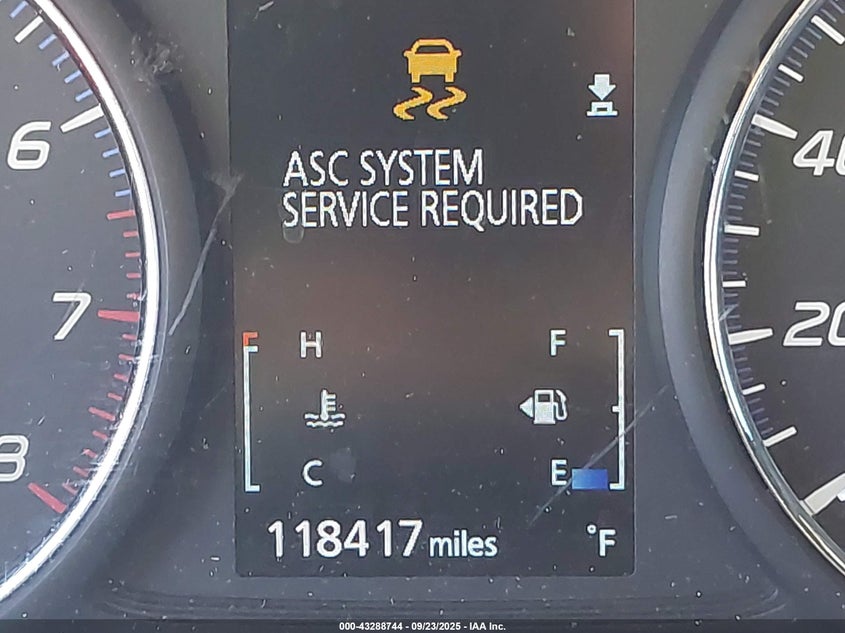 6
ASC SYSTEM
SERVICE REQUIRED
40
7
H F
20
8
C E
118417 miles °F
000-43288744 - 09/23/2025 - IAA Inc.